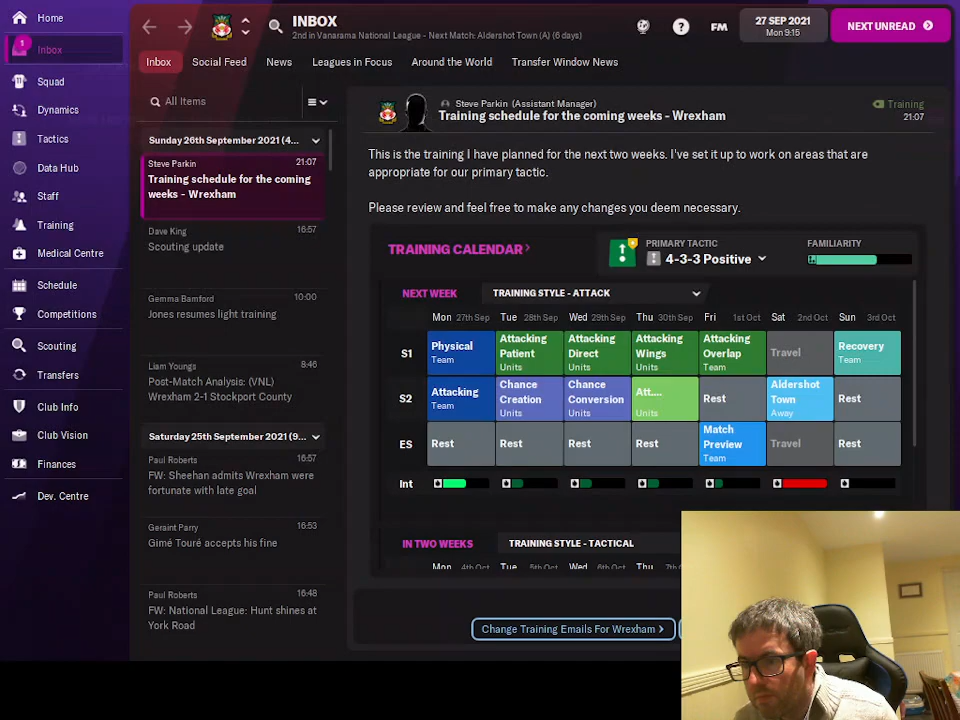 Home
1
Inbox
Squad
Dynamics
Tactics
Data Hub
Staff
Training
Medical Centre
Schedule
Competitions
Scouting
Transfers
Club Info
Club Vision
Finances
Dev. Centre
INBOX
2nd in Vanarama National League - Next Match: Aldershot Town (A) (6 days)
?
FM
27 SEP 2021
Mon 9:15
NEXT UNREAD
Inbox
Social Feed
News
Leagues in Focus
Around the World
Transfer Window News
All Items
Sunday 26th September 2021 (4...
Steve Parkin
21:07
Training schedule for the coming
weeks - Wrexham
Dave King
16:57
Scouting update
Gemma Bamford
10:00
Jones resumes light training
Liam Youngs
8:46
Post-Match Analysis: (VNL)
Wrexham 2-1 Stockport County
Saturday 25th September 2021 (9...
Paul Roberts
16:57
FW: Sheehan admits Wrexham were
fortunate with late goal
Geraint Parry
16:53
Gimé Touré accepts his fine
Paul Roberts
16:48
FW: National League: Hunt shines at
York Road
Steve Parkin (Assistant Manager)
Training schedule for the coming weeks - Wrexham
Training
21:07
This is the training I have planned for the next two weeks. I've set it up to work on areas that are
appropriate for our primary tactic.
Please review and feel free to make any changes you deem necessary.
TRAINING CALENDAR
PRIMARY TACTIC
4-3-3 Positive
FAMILIARITY
NEXT WEEK
TRAINING STYLE - ATTACK
Mon 27th Sep
Tue 28th Sep
Wed 29th Sep
Thu 30th Sep
Fri 1st Oct
Sat 2nd Oct
Sun 3rd Oct
S1
Physical
Team
Attacking
Patient
Units
Attacking
Direct
Units
Attacking
Wings
Units
Attacking
Overlap
Team
Travel
Recovery
Team
S2
Attacking
Team
Chance
Creation
Units
Chance
Conversion
Units
Att....
Units
Rest
Aldershot
Town
Away
Rest
ES
Rest
Rest
Rest
Rest
Match
Preview
Team
Travel
Rest
Int
IN TWO WEEKS
TRAINING STYLE - TACTICAL
Mon 4th Oct
Tue 5th Oct
Wed 6th Oct
Thu
Change Training Emails For Wrexham